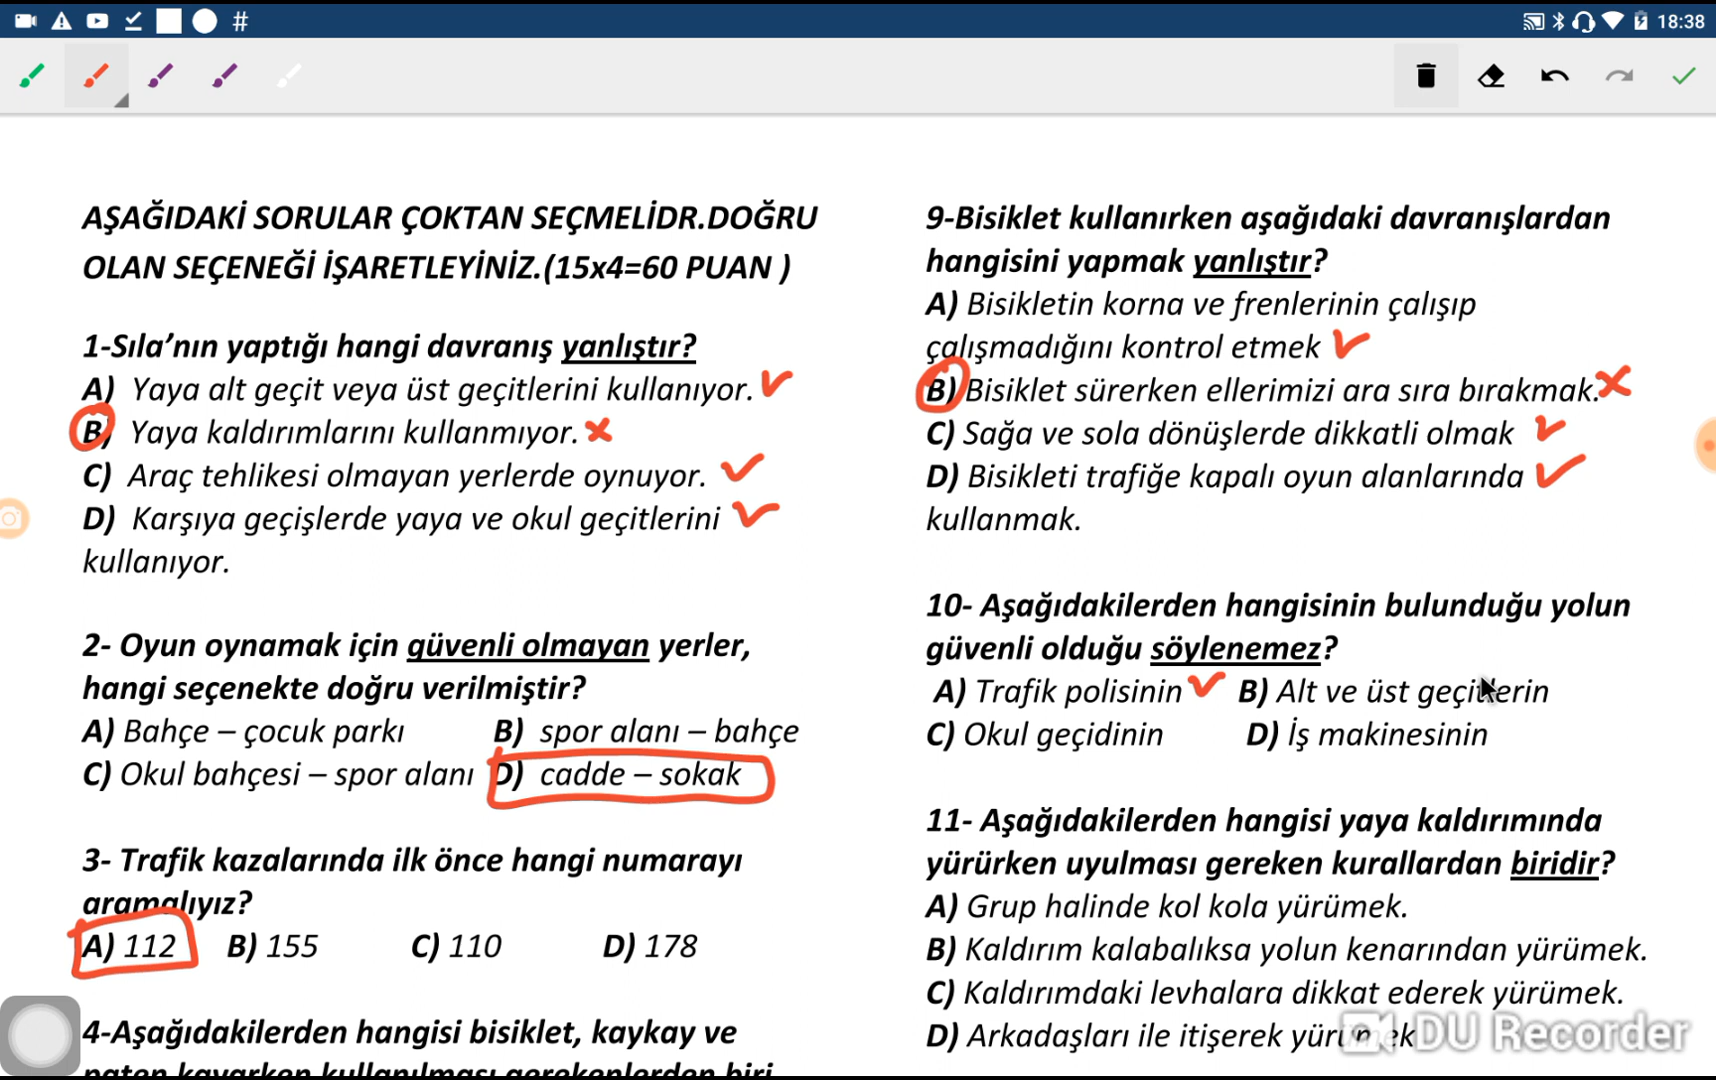 #
18:38
AŞAĞIDAKİ SORULAR ÇOKTAN SEÇMELİDR.DOĞRU
OLAN SEÇENEĞİ İŞARETLEYİNİZ.(15x4=60 PUAN )
1-Sıla’nın yaptığı hangi davranış yanlıştır?
A) Yaya alt geçit veya üst geçitlerini kullanıyor.
B) Yaya kaldırımlarını kullanmıyor.
C) Araç tehlikesi olmayan yerlerde oynuyor.
D) Karşıya geçişlerde yaya ve okul geçitlerini
kullanıyor.
2- Oyun oynamak için güvenli olmayan yerler,
hangi seçenekte doğru verilmiştir?
A) Bahçe – çocuk parkı B) spor alanı – bahçe
C) Okul bahçesi – spor alanı D) cadde – sokak
3- Trafik kazalarında ilk önce hangi numarayı
aramalıyız?
A) 112 B) 155 C) 110 D) 178
4-Aşağıdakilerden hangisi bisiklet, kaykay ve
paten kayarken kullanılması gerekenlerden biri
9-Bisiklet kullanırken aşağıdaki davranışlardan
hangisini yapmak yanlıştır?
A) Bisikletin korna ve frenlerinin çalışıp
çalışmadığını kontrol etmek
B) Bisiklet sürerken ellerimizi ara sıra bırakmak.
C) Sağa ve sola dönüşlerde dikkatli olmak
D) Bisikleti trafiğe kapalı oyun alanlarında
kullanmak.
10- Aşağıdakilerden hangisinin bulunduğu yolun
güvenli olduğu söylenemez?
A) Trafik polisinin B) Alt ve üst geçitlerin
C) Okul geçidinin D) İş makinesinin
11- Aşağıdakilerden hangisi yaya kaldırımında
yürürken uyulması gereken kurallardan biridir?
A) Grup halinde kol kola yürümek.
B) Kaldırım kalabalıksa yolun kenarından yürümek.
C) Kaldırımdaki levhalara dikkat ederek yürümek.
D) Arkadaşları ile itişerek yürümek
DU Recorder